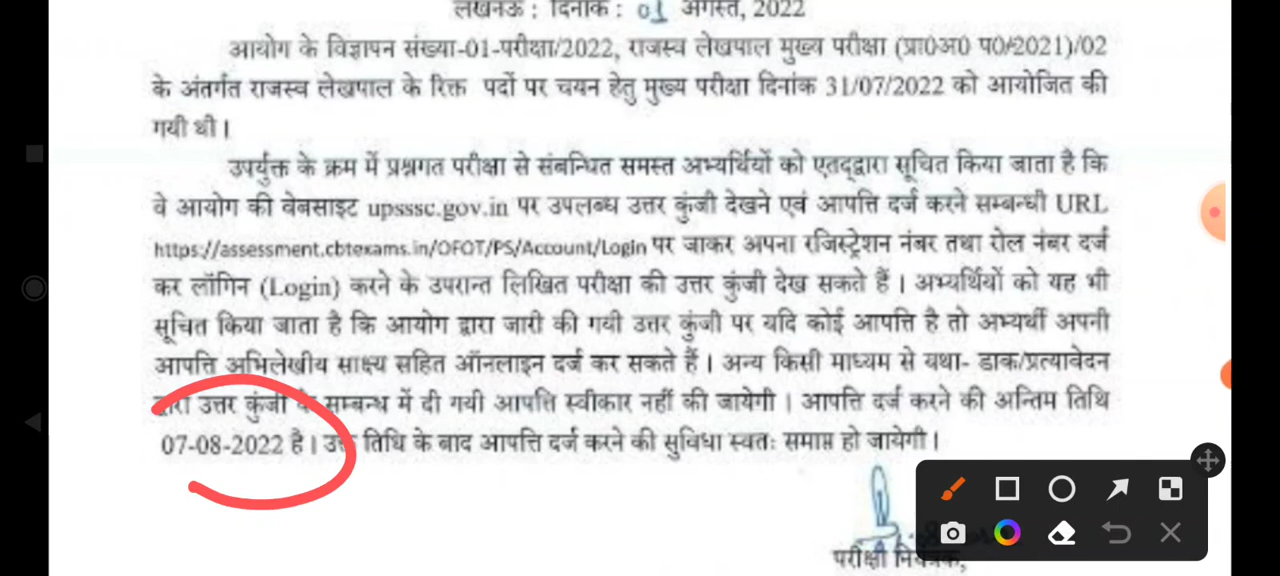 लखनऊ : दिनांक : 01 अगस्त, 2022
आयोग के विज्ञापन संख्या-01-परीक्षा/2022, राजस्व लेखपाल मुख्य परीक्षा (प्रा0अ0 प0/2021)/02
के अंतर्गत राजस्व लेखपाल के रिक्त पदों पर चयन हेतु मुख्य परीक्षा दिनांक 31/07/2022 को आयोजित की
गयी थी।
उपर्युक्त के क्रम में प्रश्नगत परीक्षा से संबन्धित समस्त अभ्यर्थियों को एतद्द्वारा सूचित किया जाता है कि
वे आयोग की वेबसाइट upsssc.gov.in पर उपलब्ध उत्तर कुंजी देखने एवं आपत्ति दर्ज करने सम्बन्धी URL
https://assessment.cbtexams.in/OFOT/PS/Account/Login पर जाकर अपना रजिस्ट्रेशन नंबर तथा रोल नंबर दर्ज
कर लॉगिन (Login) करने के उपरान्त लिखित परीक्षा की उत्तर कुंजी देख सकते हैं। अभ्यर्थियों को यह भी
सूचित किया जाता है कि आयोग द्वारा जारी की गयी उत्तर कुंजी पर यदि कोई आपत्ति है तो अभ्यर्थी अपनी
आपत्ति अभिलेखीय साक्ष्य सहित ऑनलाइन दर्ज कर सकते हैं। अन्य किसी माध्यम से यथा- डाक/प्रत्यावेदन
द्वारा उत्तर कुंजी के सम्बन्ध में दी गयी आपत्ति स्वीकार नहीं की जायेगी। आपत्ति दर्ज करने की अन्तिम तिथि
07-08-2022 है। उक्त तिथि के बाद आपत्ति दर्ज करने की सुविधा स्वतः समाप्त हो जायेगी।
परीक्षा नियंत्रक,